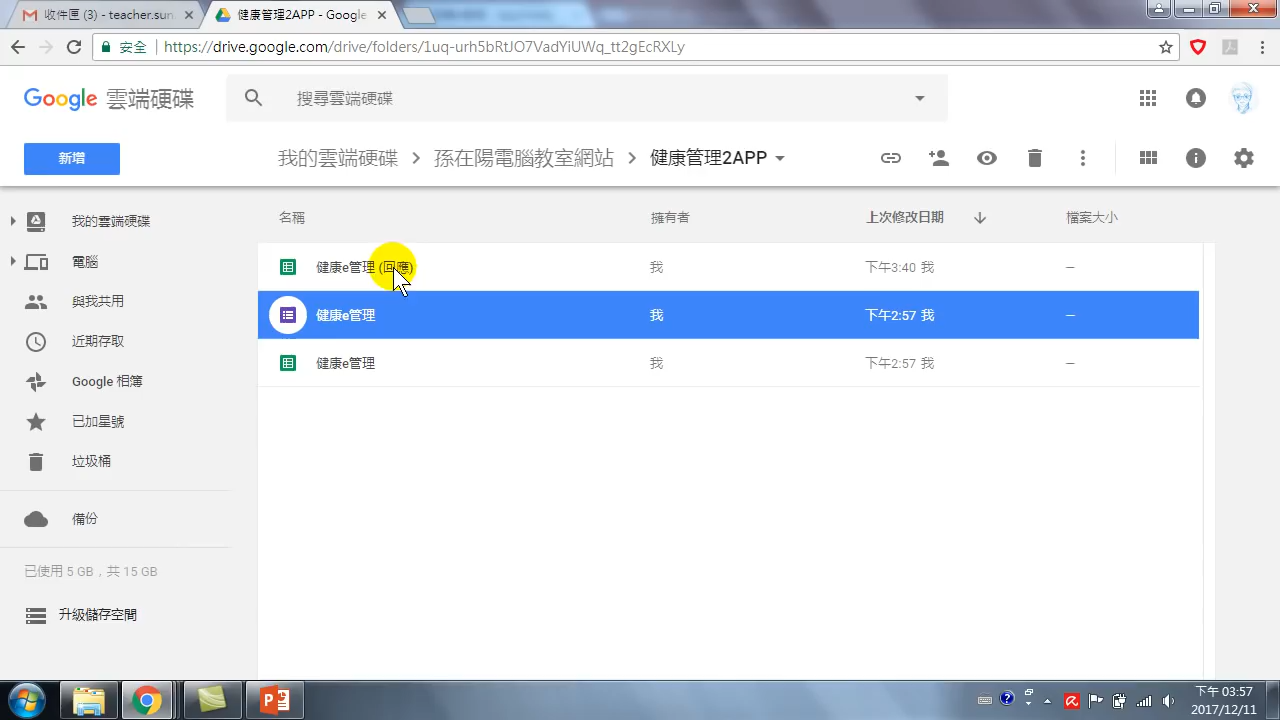 收件匣 (3) - teacher.sun.
健康管理2APP - Google
安全
https://drive.google.com/drive/folders/1uq-urh5bRtUO7VadYiUWq_tt2gEcRXLy
Google 雲端硬碟
搜尋雲端硬碟
新增
我的雲端硬碟
孫在陽電腦教室網站
健康管理2APP
我的雲端硬碟
電腦
與我共用
近期存取
Google 相簿
已加星號
垃圾桶
備份
已使用 5 GB，共 15 GB
升級儲存空間
名稱 擁有者 上次修改日期 檔案大小
健康e管理 (回應) 我 下午3:40 我 —
健康e管理 我 下午2:57 我 —
健康e管理 我 下午2:57 我 —
下午 03:57
2017/12/11